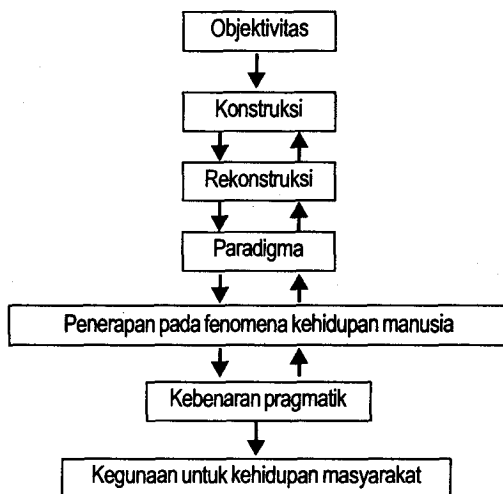 Objektivitas
Konstruksi
Rekonstruksi
Paradigma
Penerapan pada fenomena kehidupan manusia
Kebenaran pragmatik
Kegunaan untuk kehidupan masyarakat